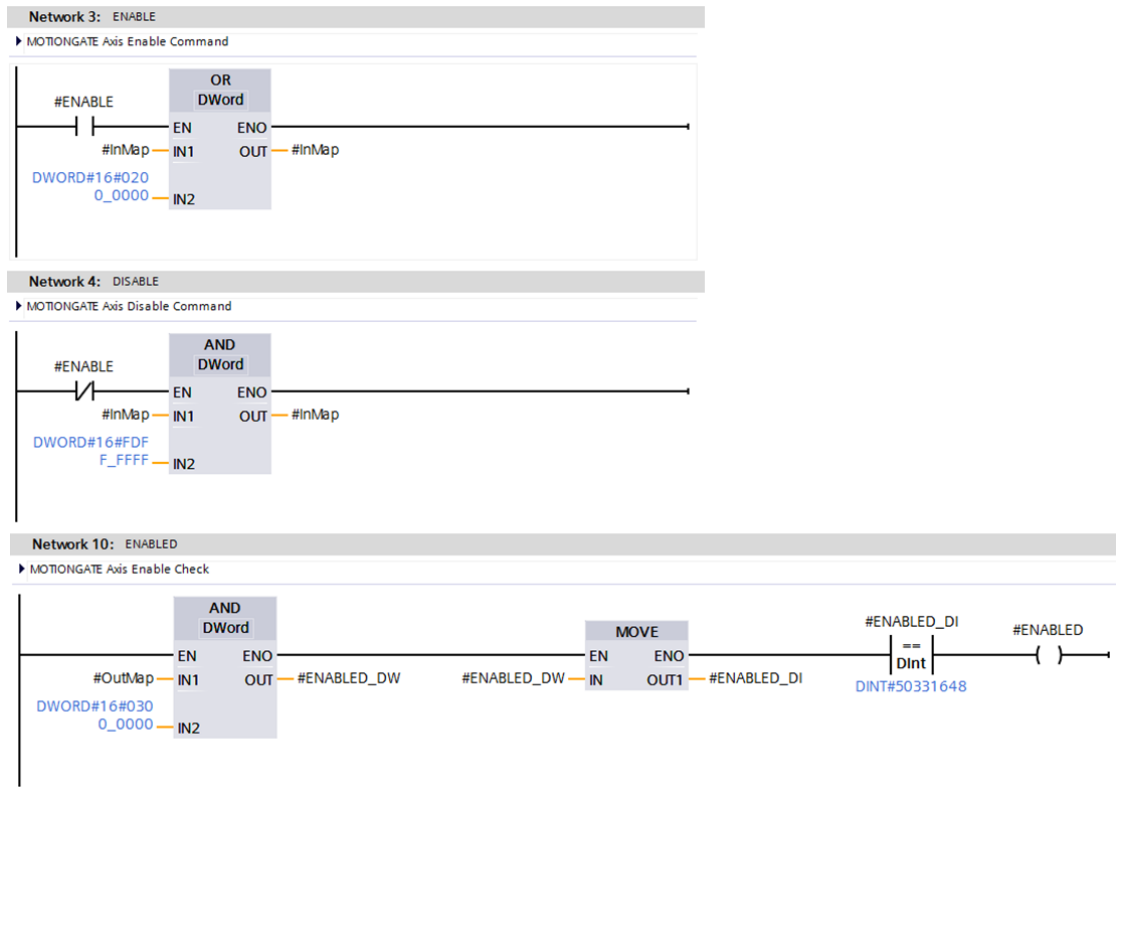 Network 3: ENABLE
MOTIONGATE Axis Enable Command
OR
#ENABLE
DWord
EN ENO
#InMap IN1 OUT #InMap
DWORD#16#020
0_0000 IN2
Network 4: DISABLE
MOTIONGATE Axis Disable Command
AND
#ENABLE
DWord
EN ENO
#InMap IN1 OUT #InMap
DWORD#16#FDF
F_FFFF IN2
Network 10: ENABLED
MOTIONGATE Axis Enable Check
AND
DWord
EN ENO
#OutMap IN1 OUT #ENABLED_DW
DWORD#16#030
0_0000 IN2
MOVE
EN ENO
#ENABLED_DW IN OUT1 #ENABLED_DI
#ENABLED_DI
==
DInt
DINT#50331648
#ENABLED